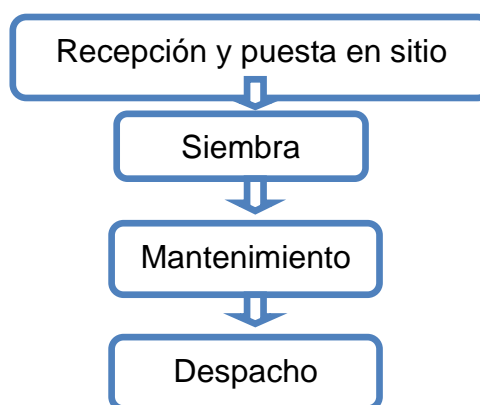 Recepción y puesta en sitio
Siembra
Mantenimiento
Despacho